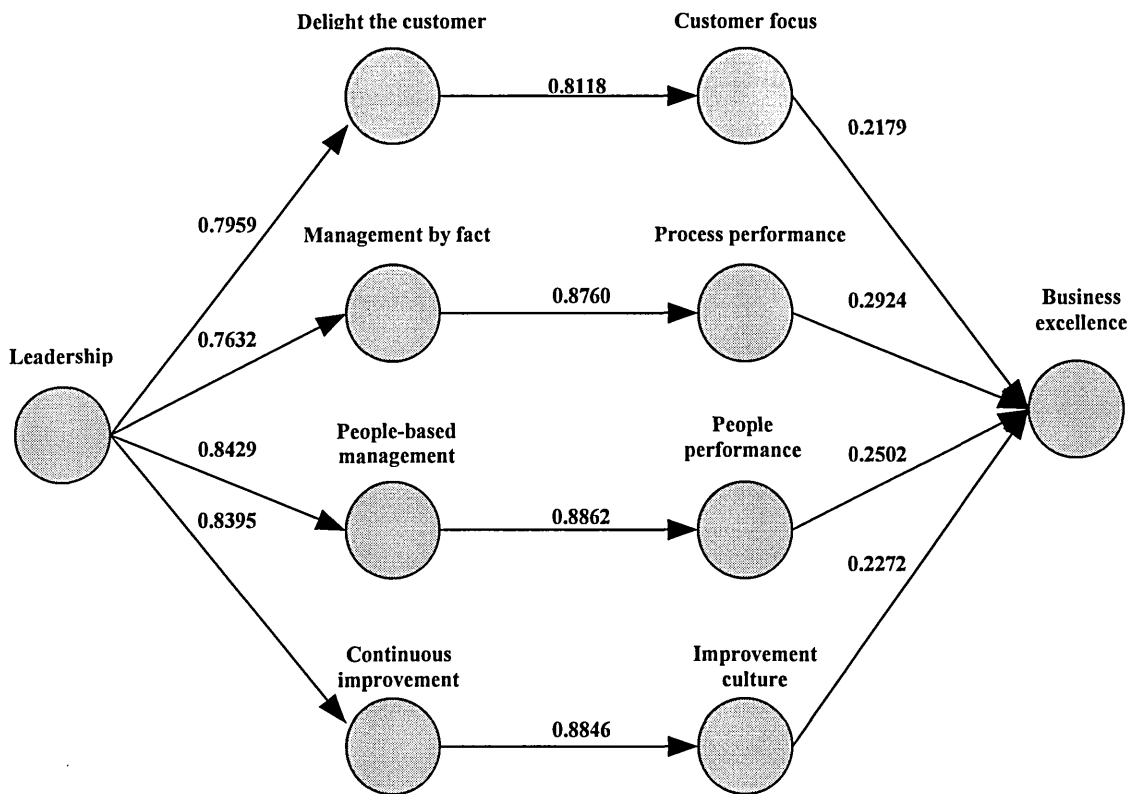 Delight the customer
Customer focus
0.8118
0.2179
0.7959
Management by fact
Process performance
0.8760
0.2924
Business
excellence
0.7632
Leadership
0.8429
People-based
management
People
performance
0.2502
0.8395
0.8862
0.2272
Continuous
improvement
Improvement
culture
0.8846